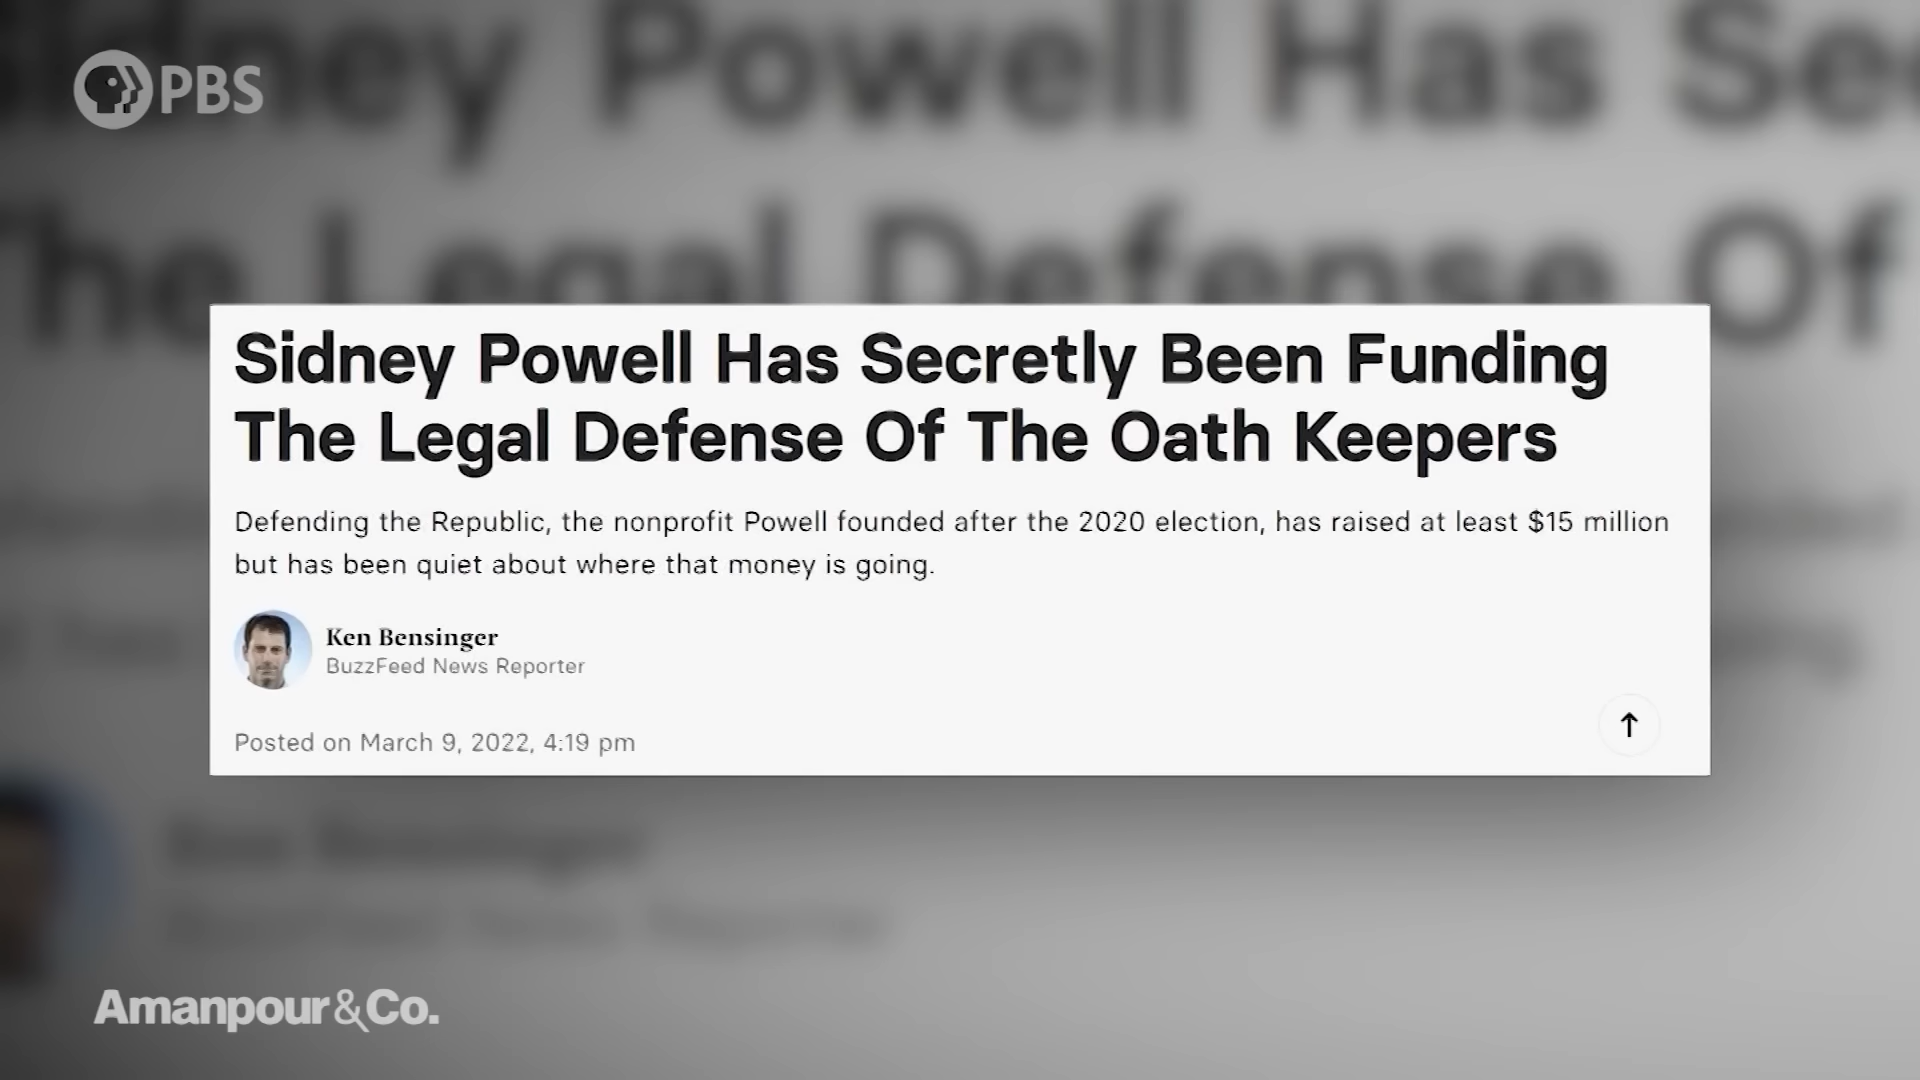 PBS
Sidney Powell Has Secretly Been Funding
The Legal Defense Of The Oath Keepers
Defending the Republic, the nonprofit Powell founded after the 2020 election, has raised at least $15 million
but has been quiet about where that money is going.
Ken Bensinger
BuzzFeed News Reporter
Posted on March 9, 2022, 4:19 pm
Amanpour&Co.